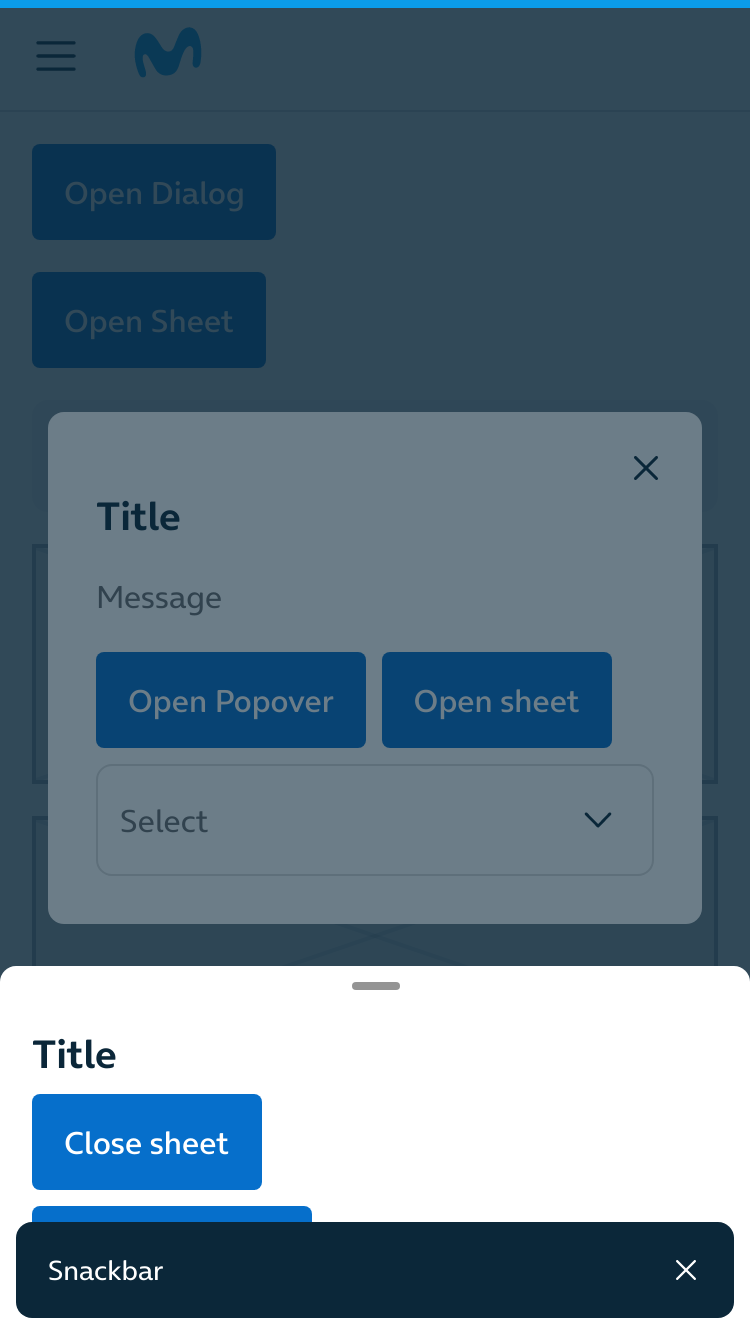 Open Dialog
Open Sheet
Title
Message
Open Popover Open sheet
Select
Title
Close sheet
Snackbar